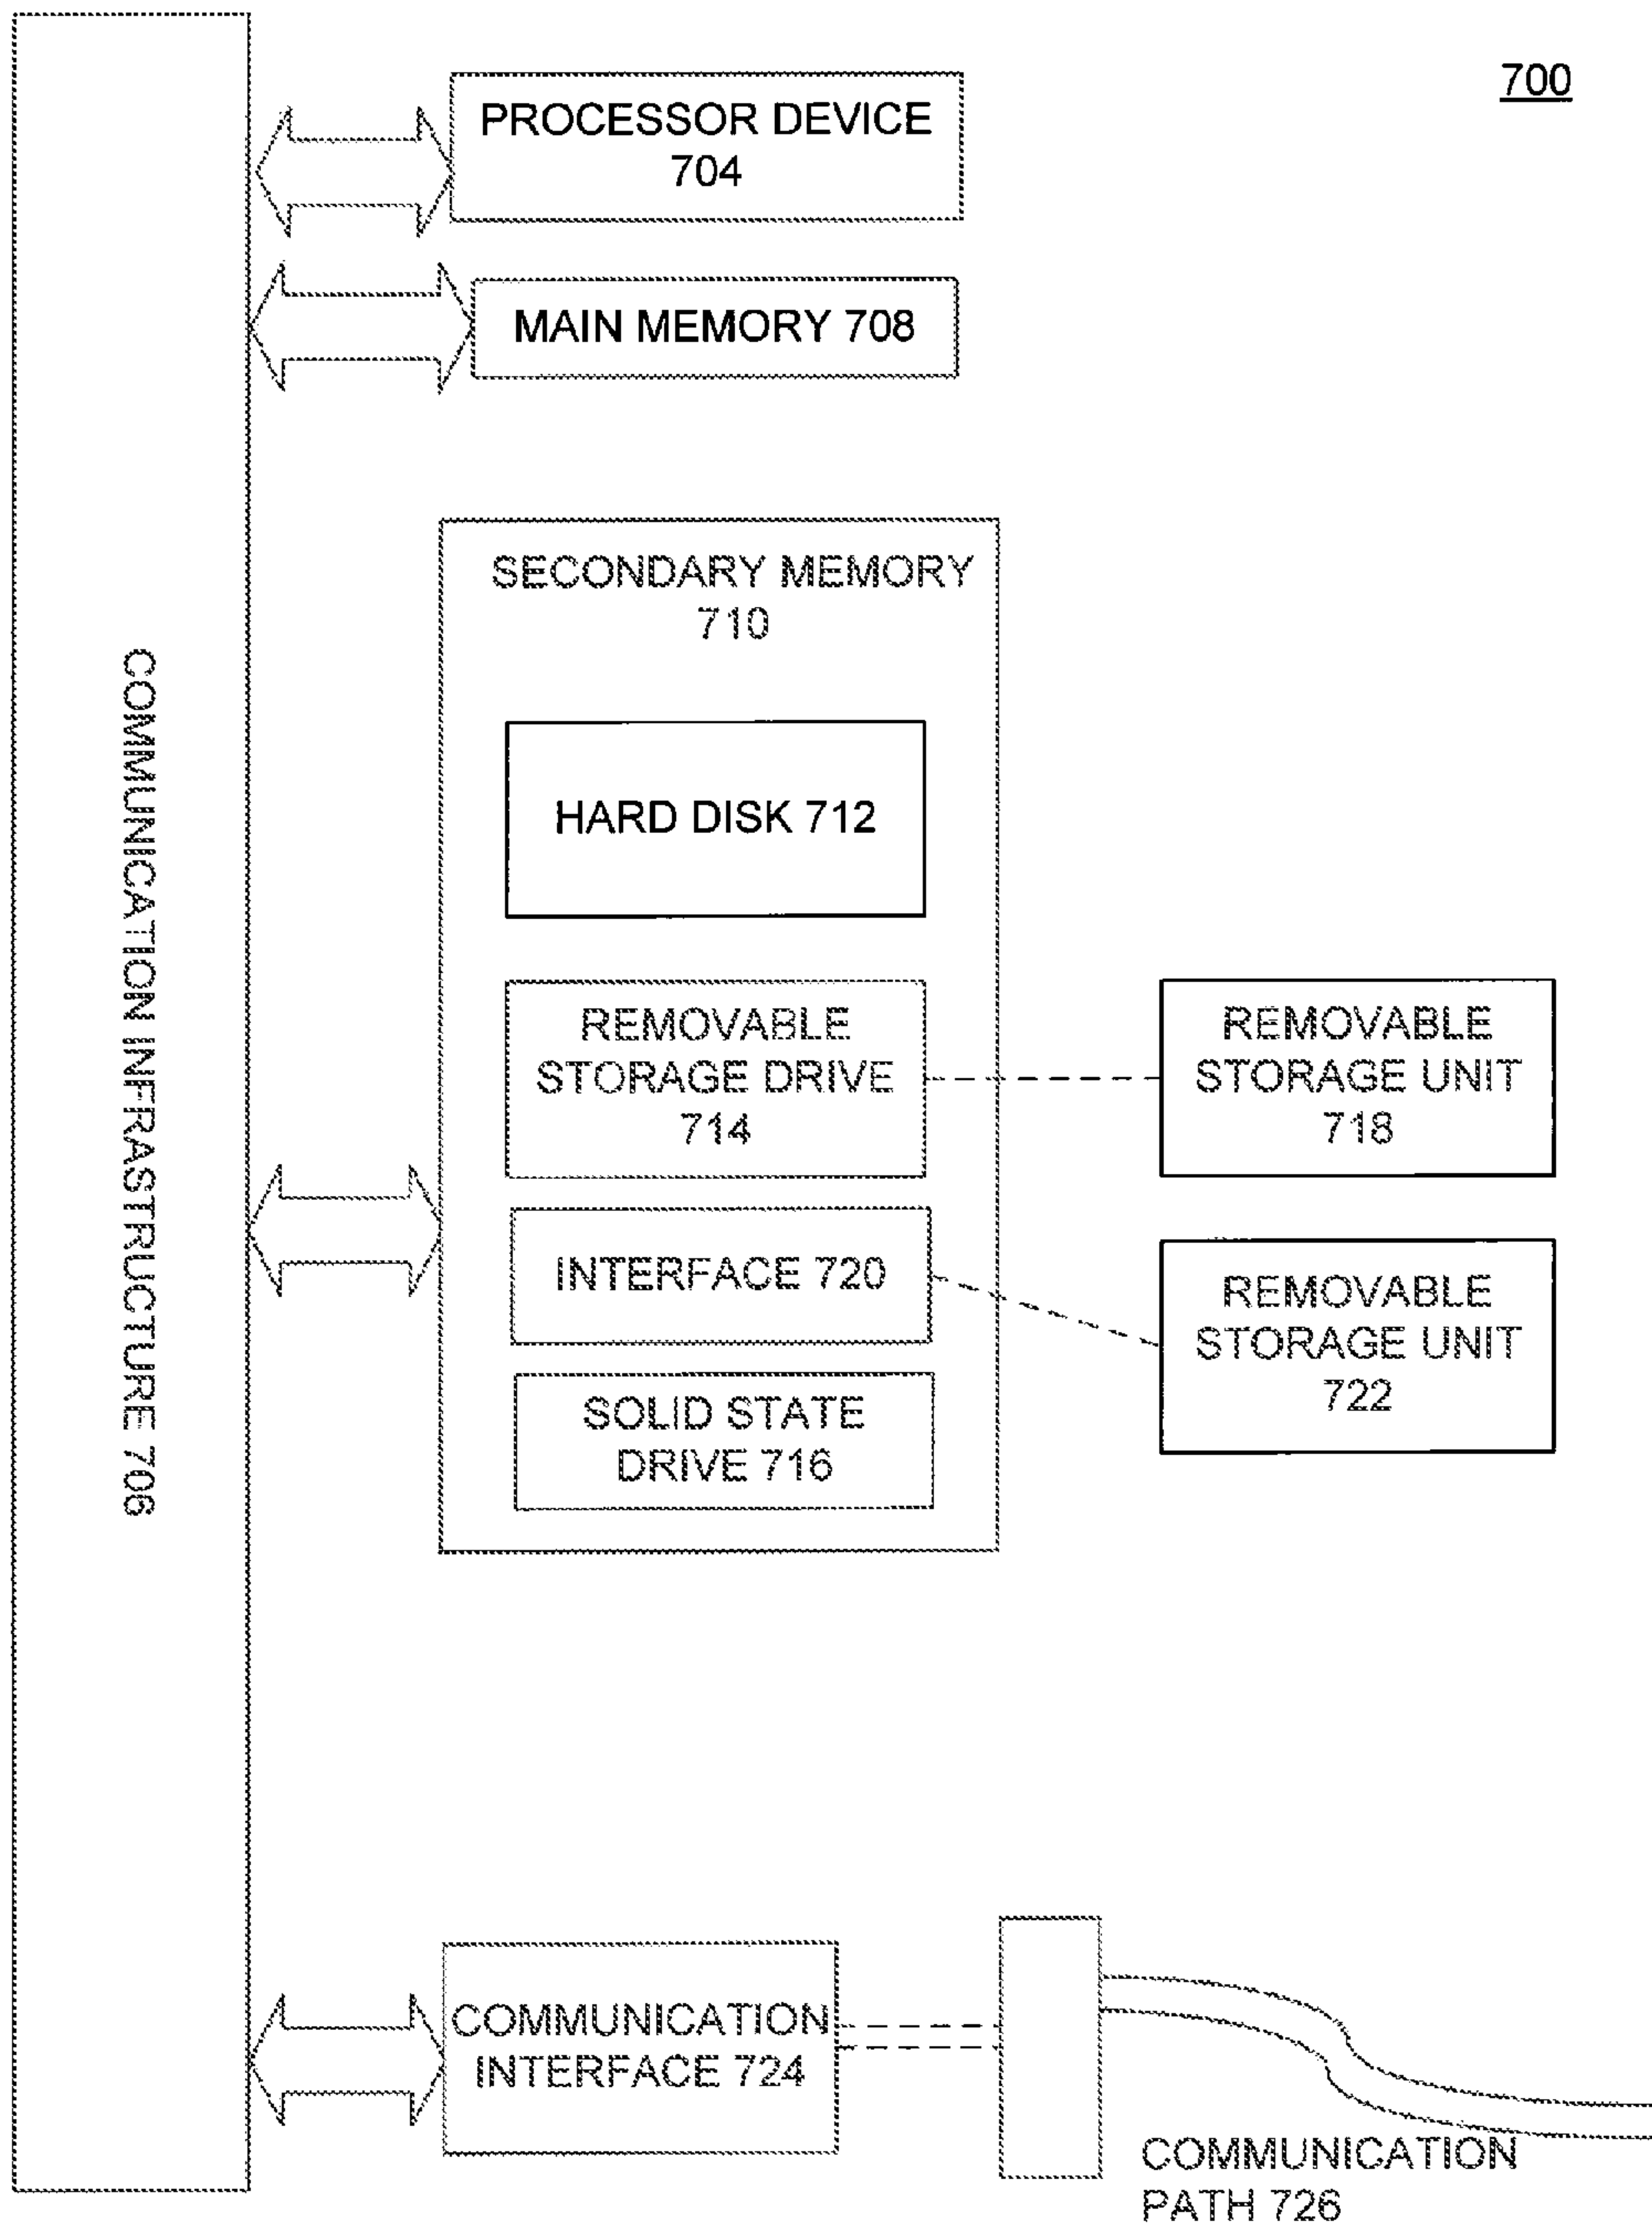 700
PROCESSOR DEVICE
704
MAIN MEMORY 708
COMMUNICATION INFRASTRUCTURE 706
SECONDARY MEMORY
710
HARD DISK 712
REMOVABLE
STORAGE DRIVE
714
REMOVABLE
STORAGE UNIT
718
INTERFACE 720
REMOVABLE
STORAGE UNIT
722
SOLID STATE
DRIVE 716
COMMUNICATION
INTERFACE 724
COMMUNICATION
PATH 726